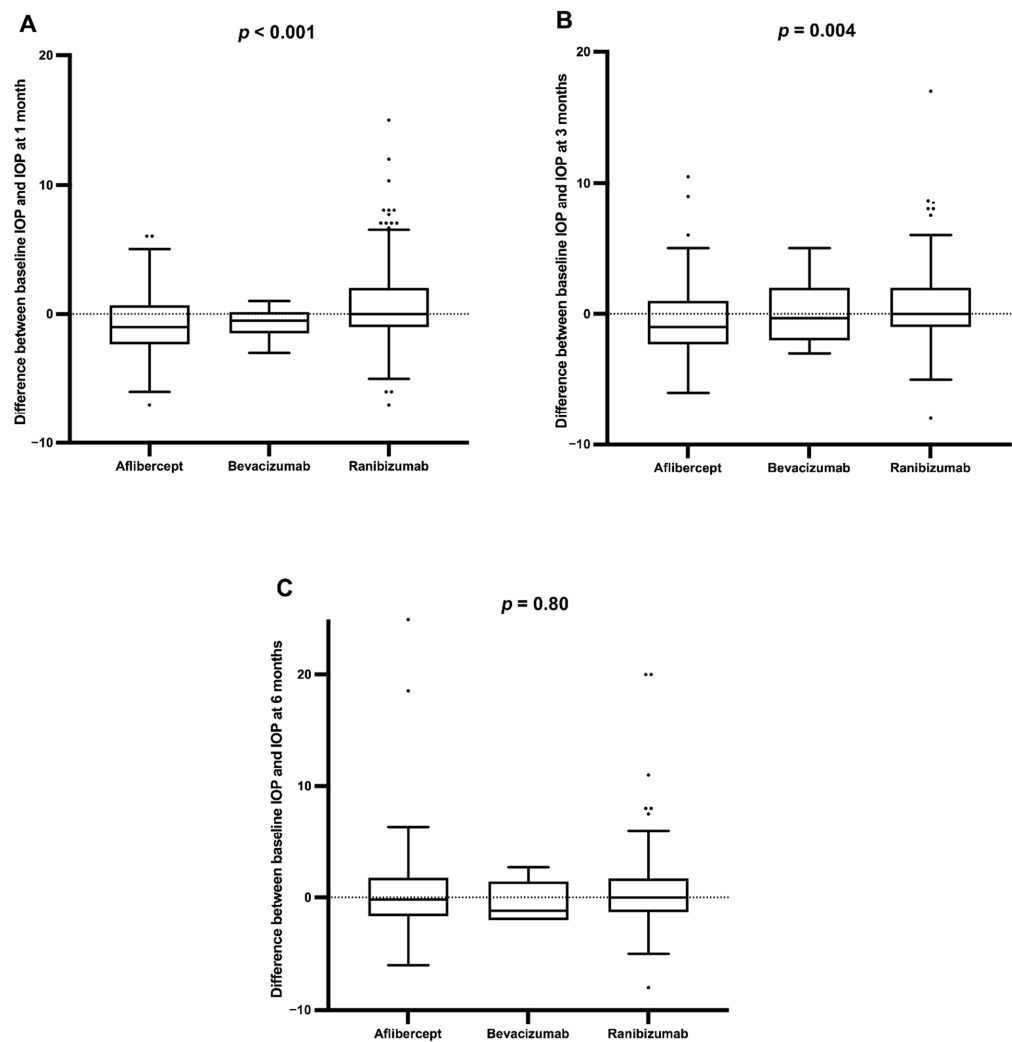 A
p < 0.001
Difference between baseline IOP and IOP at 1 month
20
10
0
−10
Aflibercept Bevacizumab Ranibizumab
B
p = 0.004
Difference between baseline IOP and IOP at 3 months
20
10
0
−10
Aflibercept Bevacizumab Ranibizumab
C
p = 0.80
Difference between baseline IOP and IOP at 6 months
20
10
0
−10
Aflibercept Bevacizumab Ranibizumab